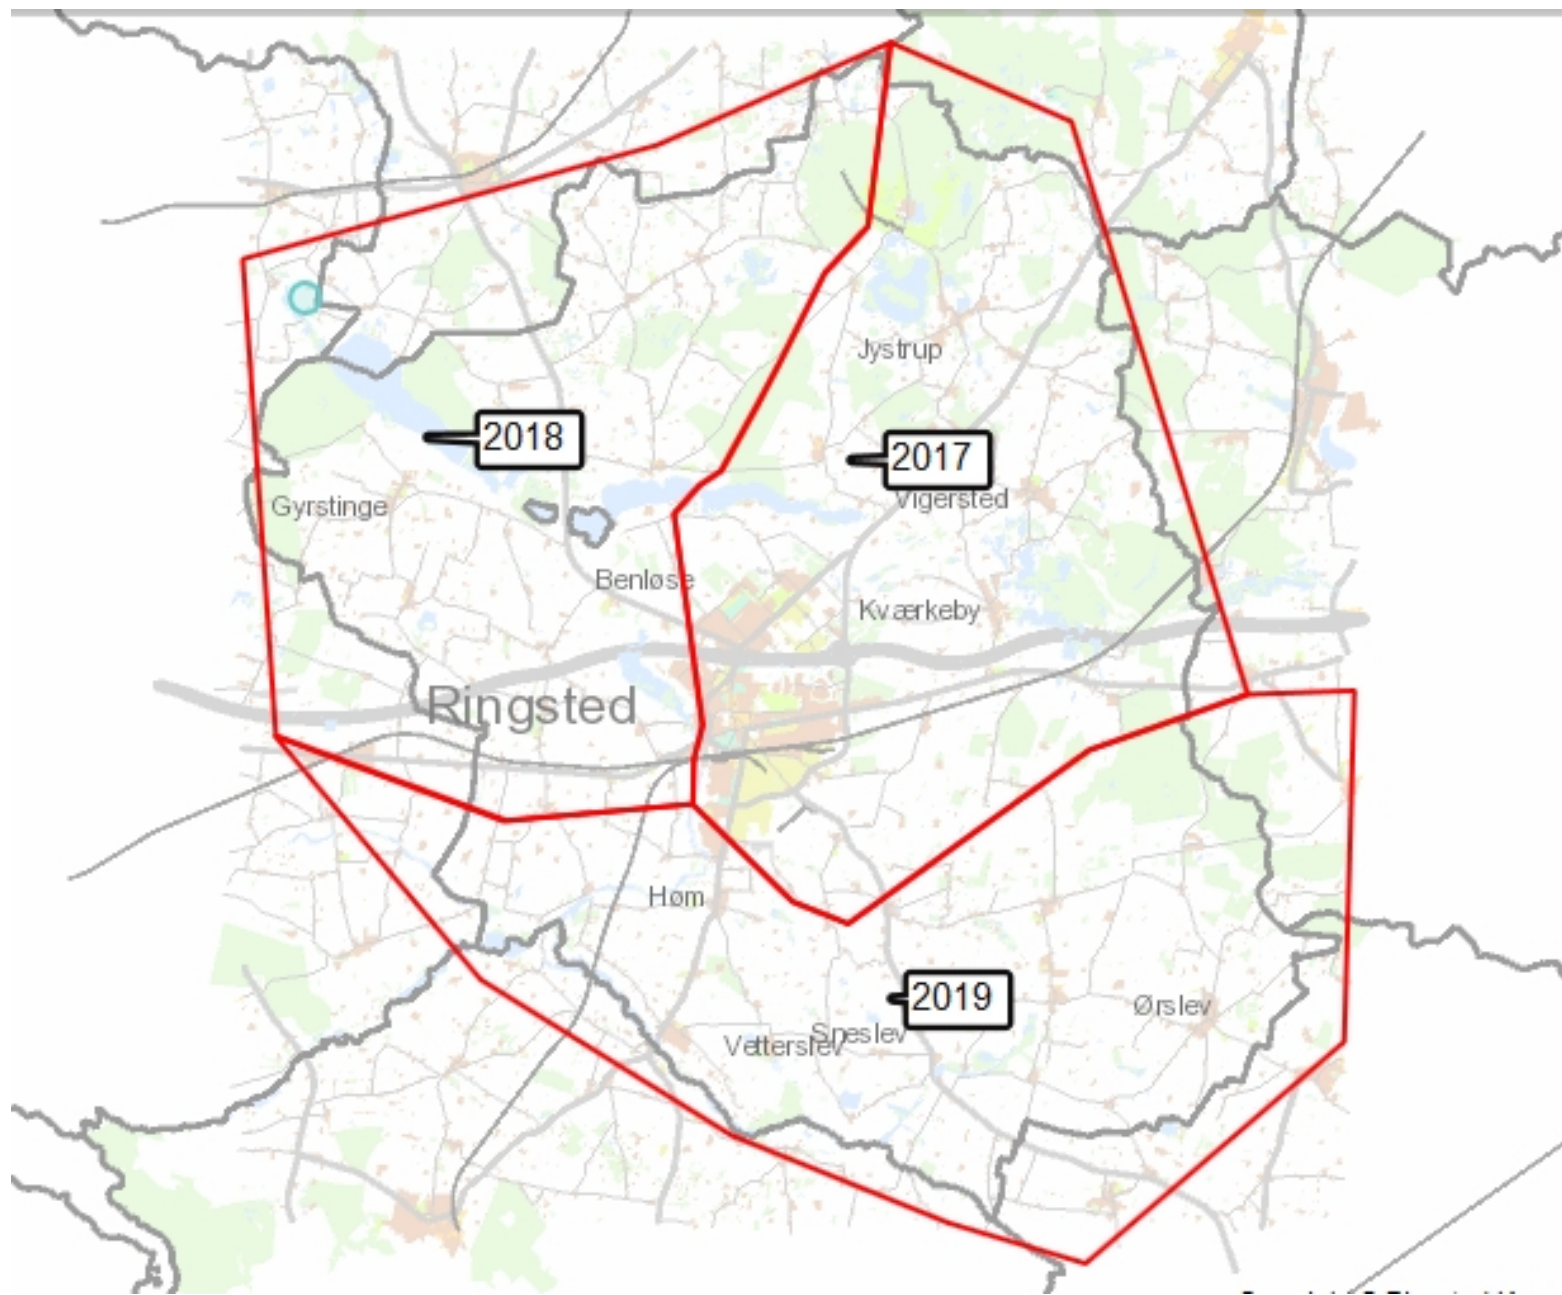 Jystrup
2018
2017
Vigersted
Gyrstinge
Benløse
Kværkeby
Ringsted
Høm
2019
Ørslev
Sneslev
Vetterslev